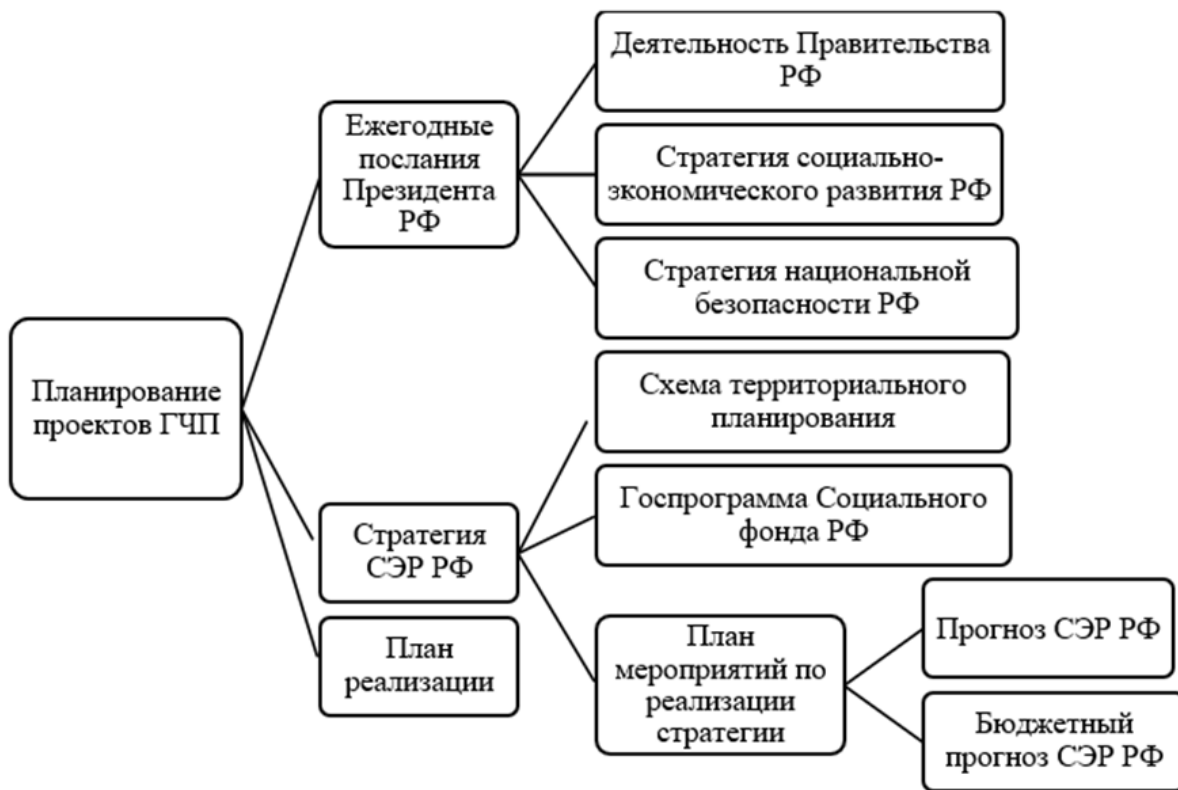 Деятельность Правительства
РФ
Ежегодные
послания
Президента
РФ
Стратегия социально-
экономического развития РФ
Стратегия национальной
безопасности РФ
Планирование
проектов ГЧП
Схема территориального
планирования
Госпрограмма Социального
фонда РФ
Стратегия
СЭР РФ
План
реализации
План
мероприятий по
реализации
стратегии
Прогноз СЭР РФ
Бюджетный
прогноз СЭР РФ